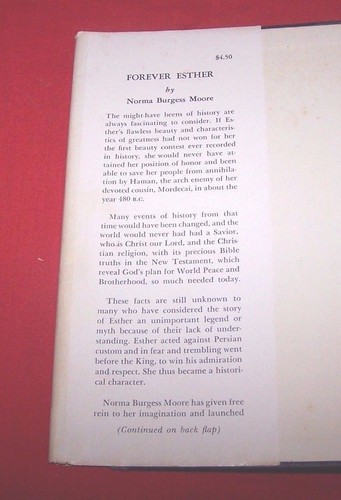 $4.50
FOREVER ESTHER
by
Norma Burgess Moore
The might-have beens of history are
always fascinating to consider. If Es-
ther's flawless beauty and characteris-
tics of greatness had not won for her
the first beauty contest ever recorded
in history, she would never have at-
tained her position of honor and been
able to save her people from annihila-
tion by Haman, the arch enemy of her
devoted cousin, Mordecai, in about the
year 480 B.C.
Many events of history from that
time would have been changed, and the
world would never had had a Savior,
who is Christ our Lord, and the Chris-
tian religion, with its precious Bible
truths in the New Testament, which
reveal God's plan for World Peace and
Brotherhood, so much needed today.
These facts are still unknown to
many who have considered the story
of Esther an unimportant legend or
myth because of their lack of under-
standing. Esther acted against Persian
custom and in fear and trembling went
before the King, to win his admiration
and respect. She thus became a histori-
cal character.
Norma Burgess Moore has given free
rein to her imagination and launched
(Continued on back flap)